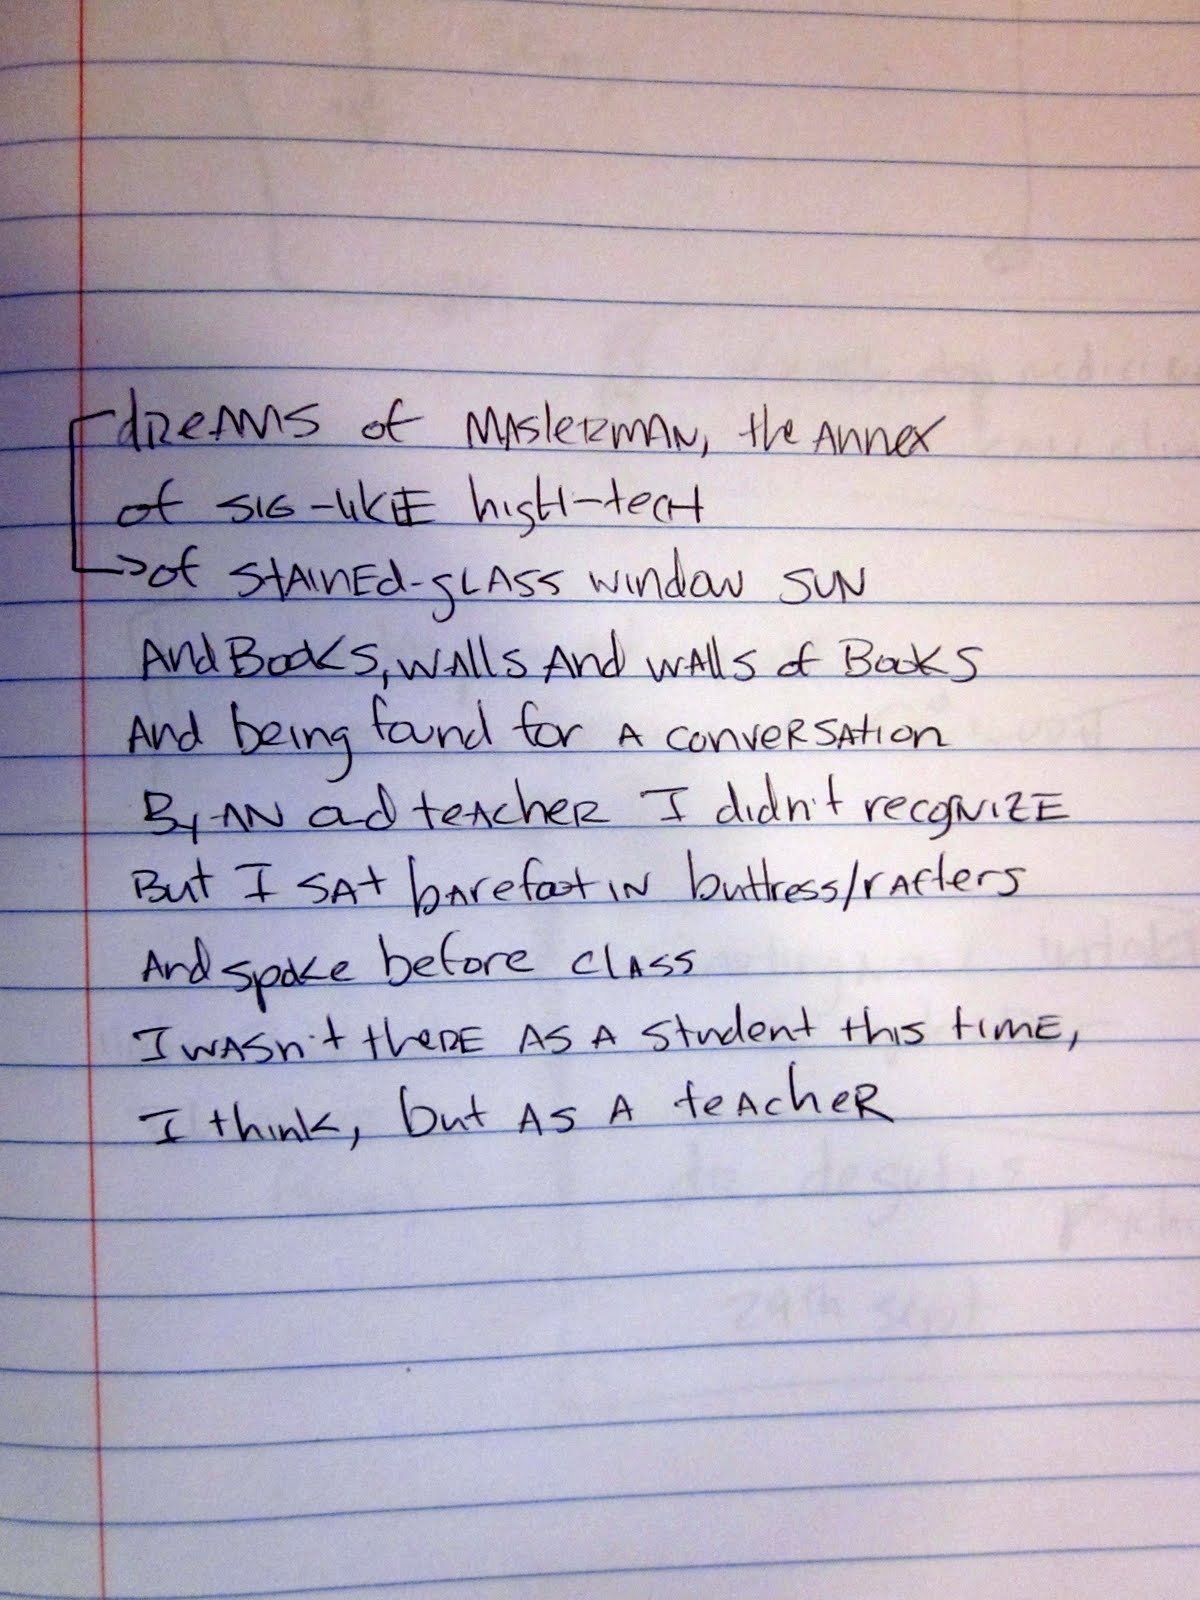 dreams of Masterman, the annex
of SIG-like high-tech
→of stained-glass window sun
And Books, walls and walls of Books
And being found for a conversation
By an old teacher I didn't recognize
But I sat barefoot in buttress/rafters
And spoke before class
I wasn't there as a student this time,
I think, but as a teacher
29th sept